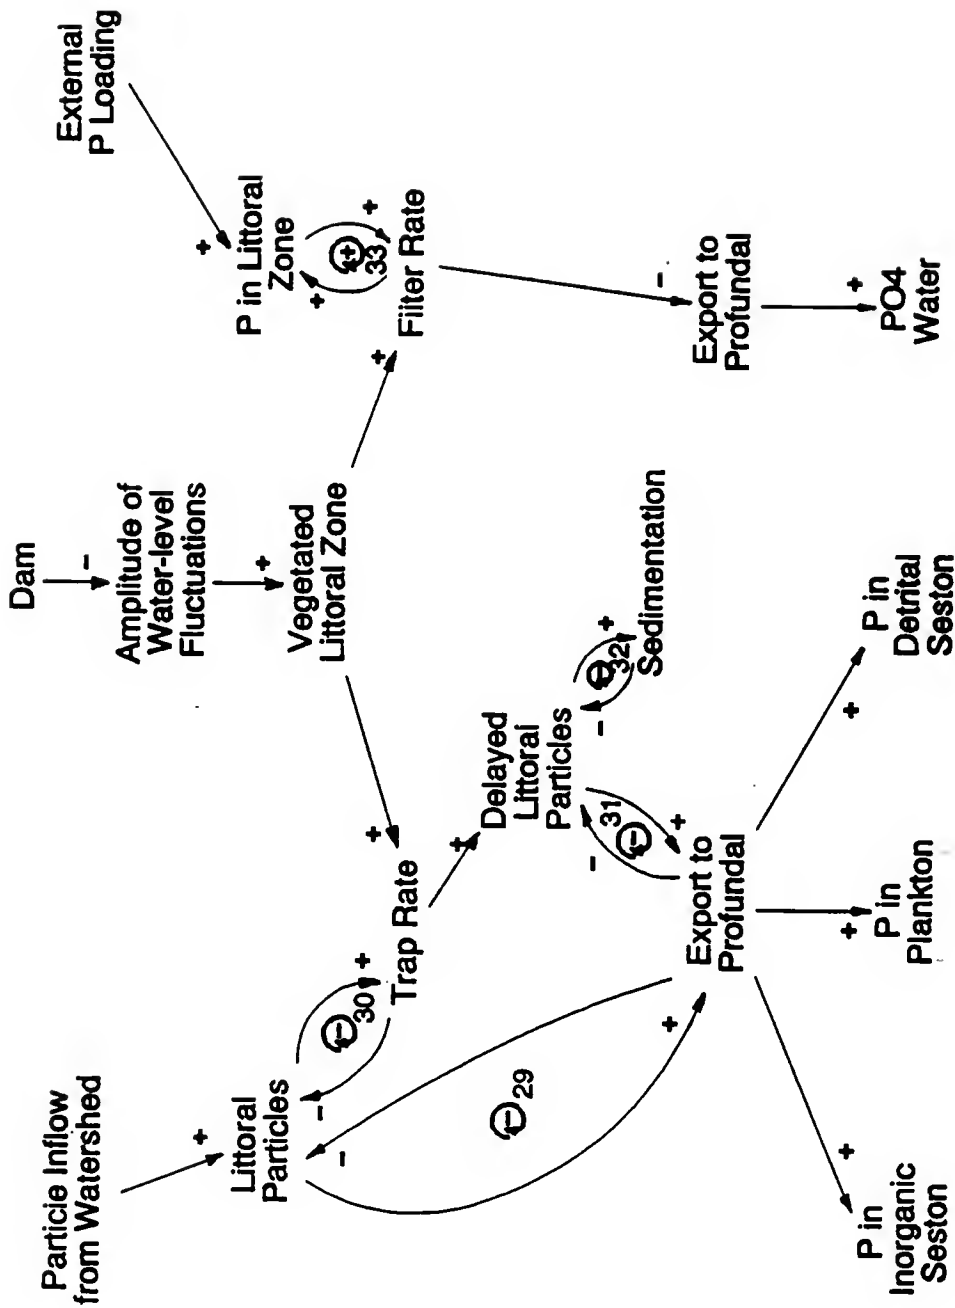 Dam
-
Amplitude of
Water-level
Fluctuations
+
Vegetated
Littoral Zone
External
P Loading
+
P in Littoral
Zone
+
+
+
33
Filter Rate
+
-
Export to
Profundal
+
PO4
Water
Particle Inflow
from Watershed
+
Littoral
Particles
-
30
+
-
Trap Rate
+
+
Delayed
Littoral
Particles
-
32
+
-
Sedimentation
-
31
-
+
-
29
-
+
Export to
Profundal
+
P in
Inorganic
Seston
+
P in
Plankton
+
P in
Detrital
Seston